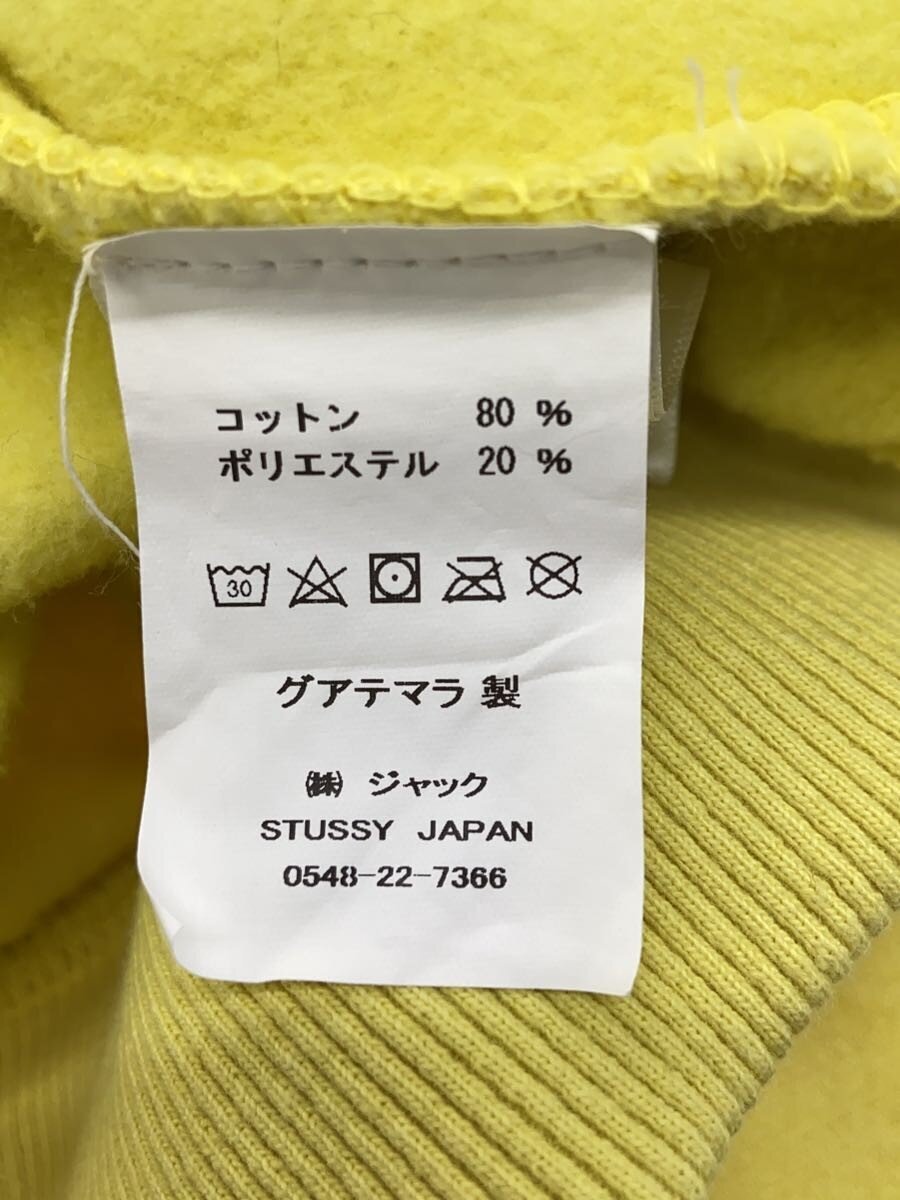 コットン 80 %
ポリエステル 20 %
30
グアテマラ 製
㈱ ジャック
STUSSY JAPAN
0548-22-7366